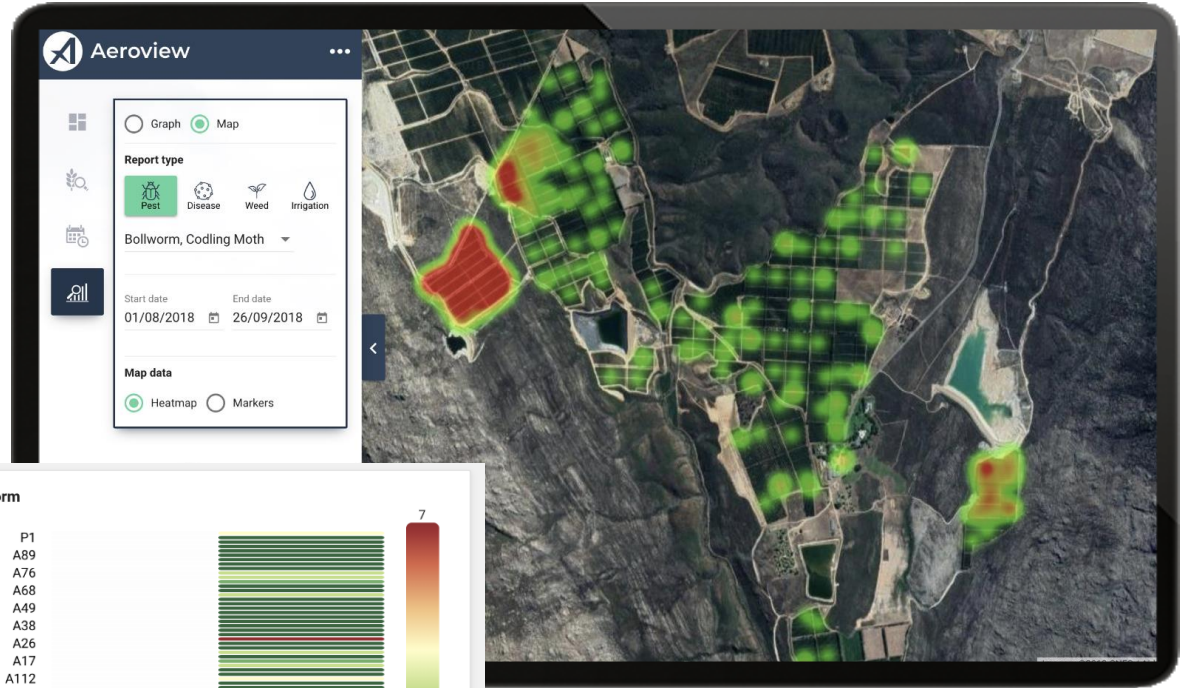 Aeroview
Graph Map
Report type
Pest Disease Weed Irrigation
Bollworm, Codling Moth
Start date End date
01/08/2018 26/09/2018
Map data
Heatmap Markers
7
P1
A89
A76
A68
A49
A38
A26
A17
A112